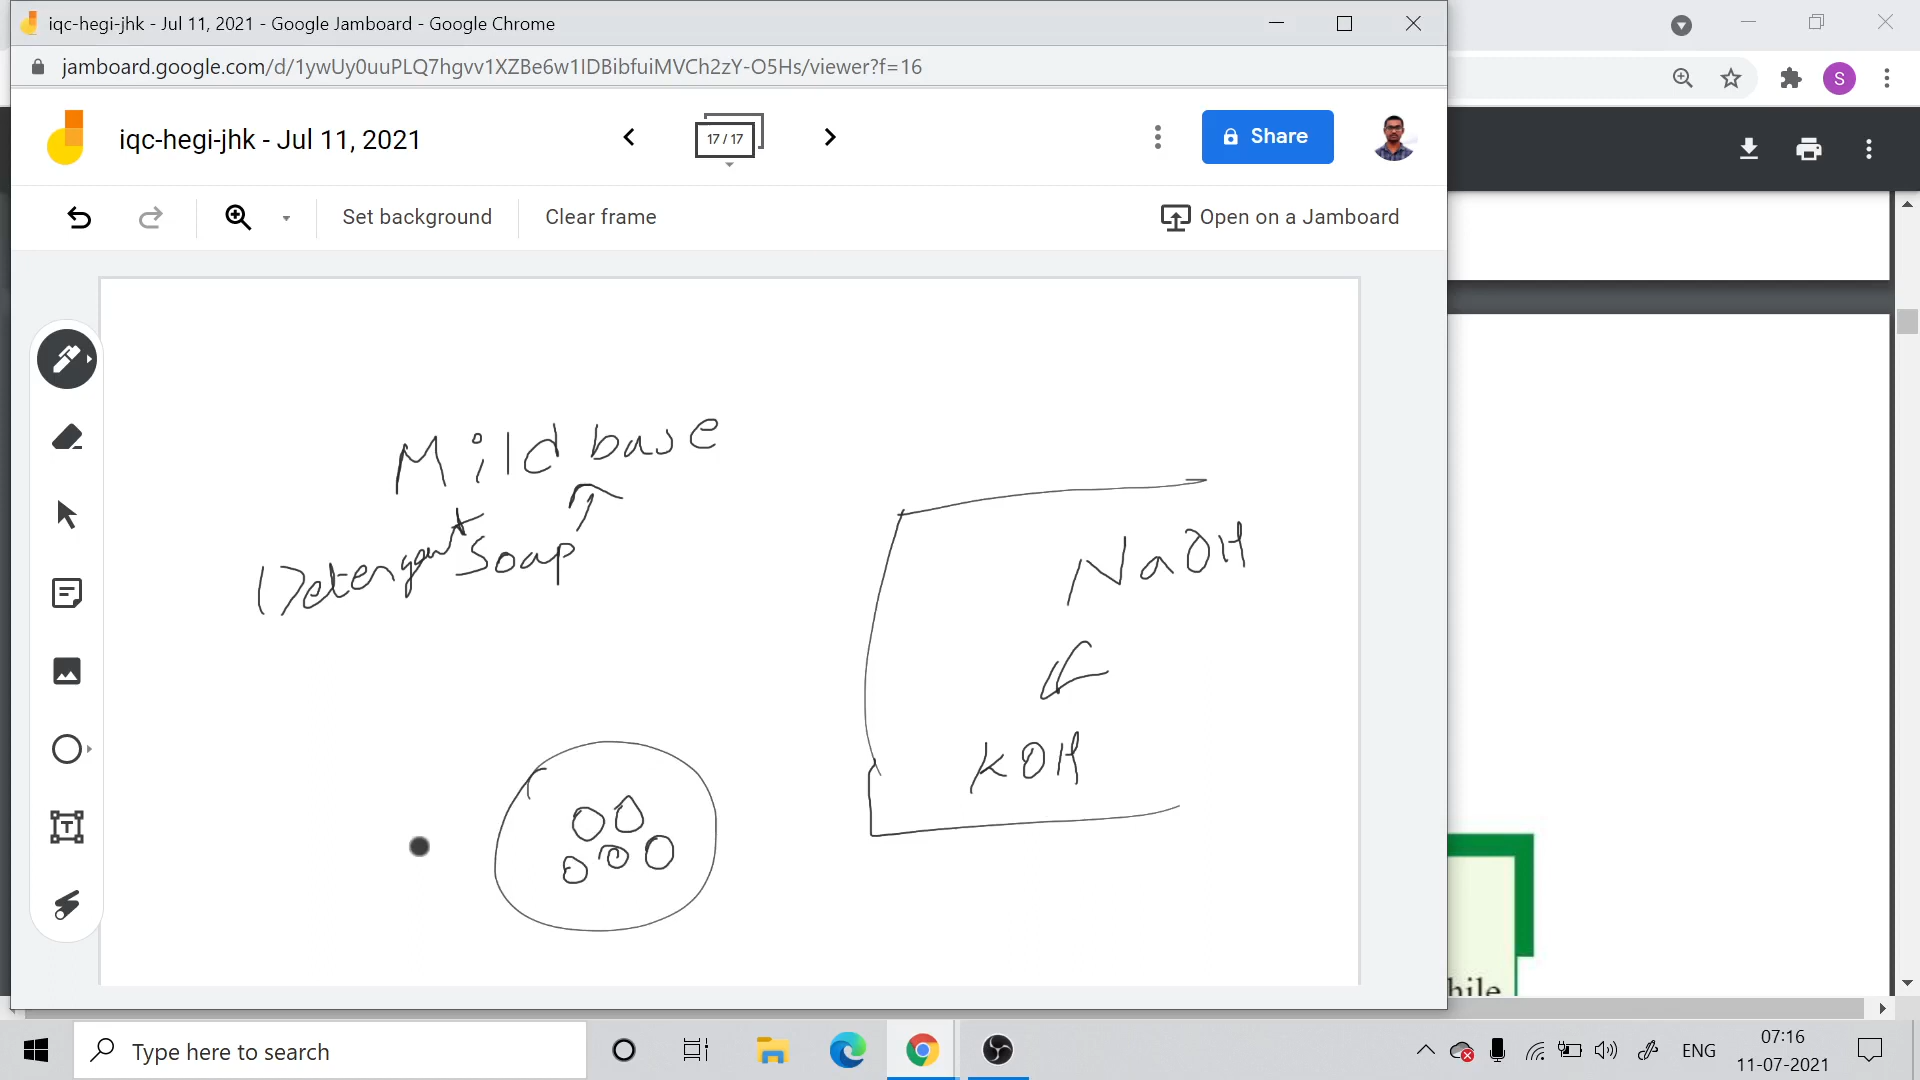 iqc-hegi-jhk - Jul 11, 2021 - Google Jamboard - Google Chrome
jamboard.google.com/d/1ywUy0uuPLQ7hgvv1XZBe6w1IDBibfuiMVCh2zY-O5Hs/viewer?f=16
S
iqc-hegi-jhk - Jul 11, 2021
17 / 17
Share
Set background
Clear frame
Open on a Jamboard
Mild base
Detergent Soap
NaOH
KOH
hile
Type here to search
ENG
07:16
11-07-2021